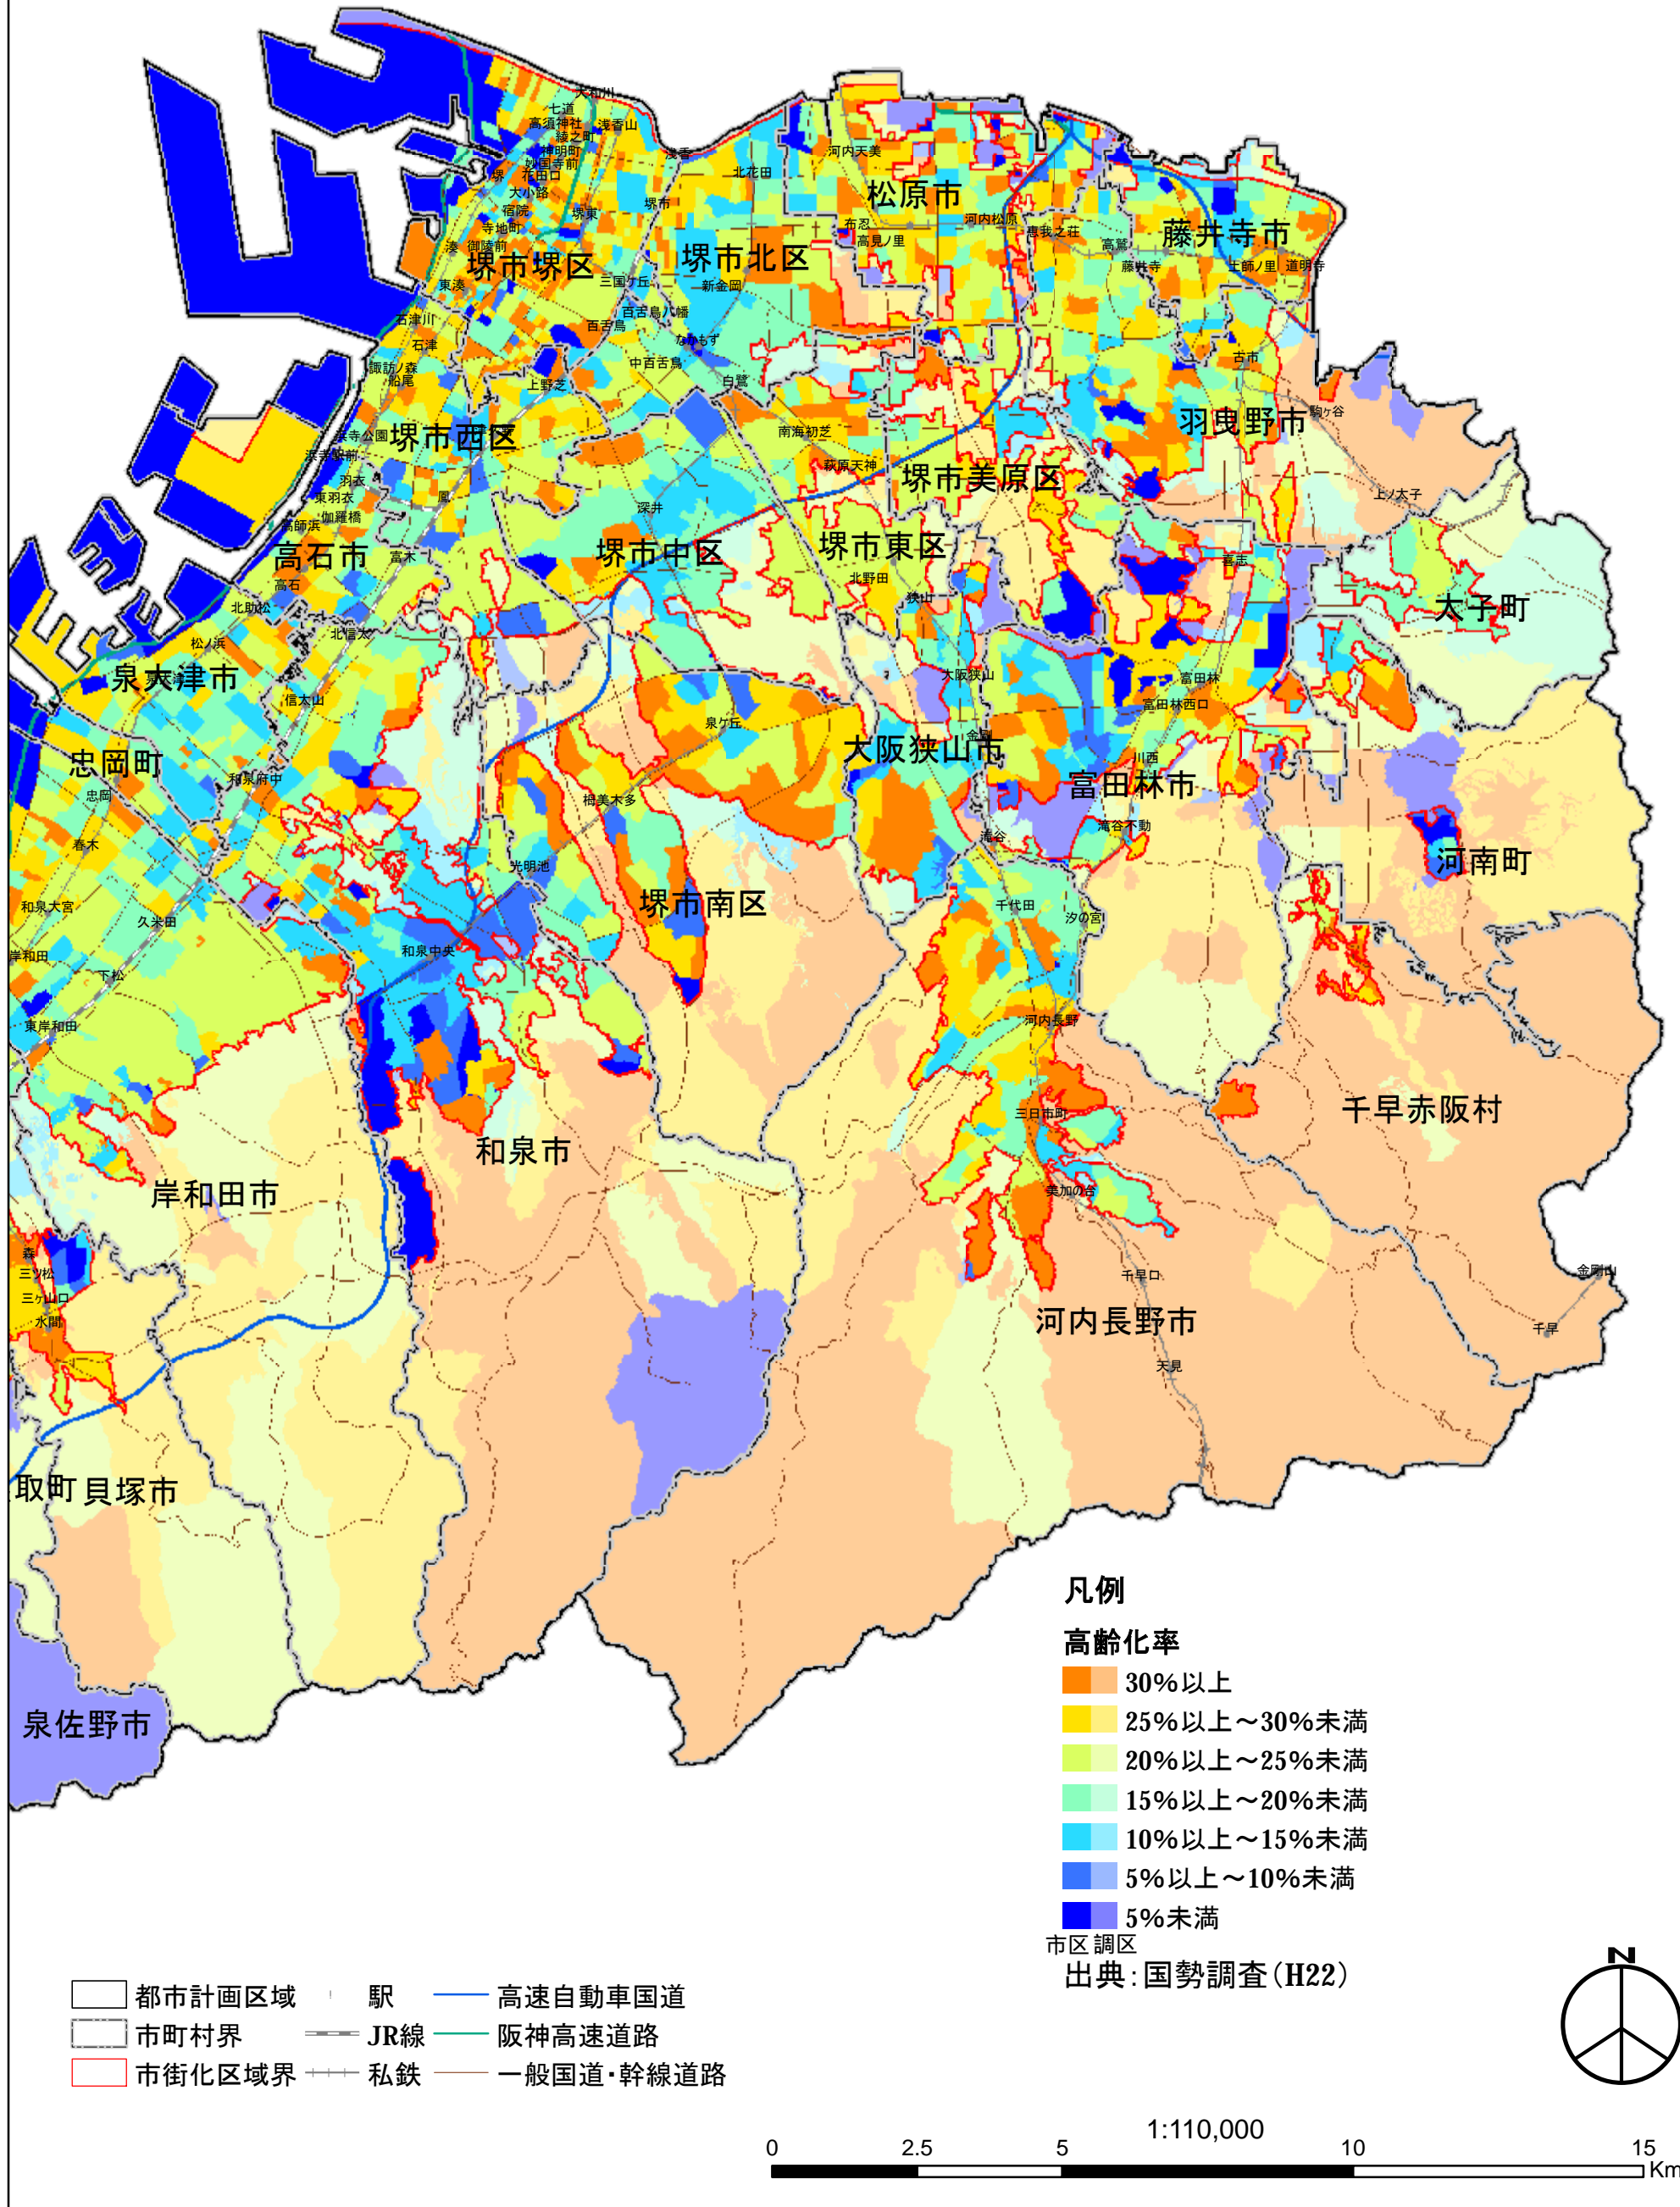 大和川
七道
高須神社
浅香山
綾之町
神明町
妙国寺前
浅香
堺
花田口
北花田
河内天美
大小路
松原市
宿院
堺東
堺市
寺地町
布忍
河内松原
恵我之荘
藤井寺市
湊
御陵前
高見ノ里
高鷲
堺市堺区
堺市北区
藤井寺
土師ノ里
道明寺
東湊
三国ケ丘
新金岡
石津川
百舌鳥八幡
百舌鳥
石津
なかもず
古市
諏訪ノ森
中百舌鳥
船尾
上野芝
白鷺
駒ヶ谷
羽曳野市
浜寺公園
堺市西区
南海初芝
浜寺駅前
萩原天神
堺市美原区
羽衣
東羽衣
鳳
上ノ太子
伽羅橋
深井
高師浜
高石市
富木
堺市中区
堺市東区
喜志
高石
北野田
北助松
狭山
太子町
北信太
松ノ浜
泉大津市
大阪狭山
富田林
信太山
富田林西口
泉ケ丘
金剛
大阪狭山市
忠岡町
和泉府中
川西
富田林市
忠岡
栂美木多
滝谷不動
滝谷
春木
光明池
河南町
堺市南区
和泉大宮
千代田
久米田
汐の宮
和泉中央
岸和田
下松
河内長野
東岸和田
三日市町
千早赤阪村
和泉市
岸和田市
美加の台
森
三ツ松
千早口
金剛山
三ヶ山口
水間
河内長野市
千早
天見
取町
貝塚市
泉佐野市
凡例
高齢化率
30%以上
25%以上～30%未満
20%以上～25%未満
15%以上～20%未満
10%以上～15%未満
5%以上～10%未満
5%未満
市区 調区
出典：国勢調査（H22）
都市計画区域 駅 高速自動車国道
市町村界 JR線 阪神高速道路
市街化区域界 私鉄 一般国道・幹線道路
N
1:110,000
0 2.5 5 10 15
Km